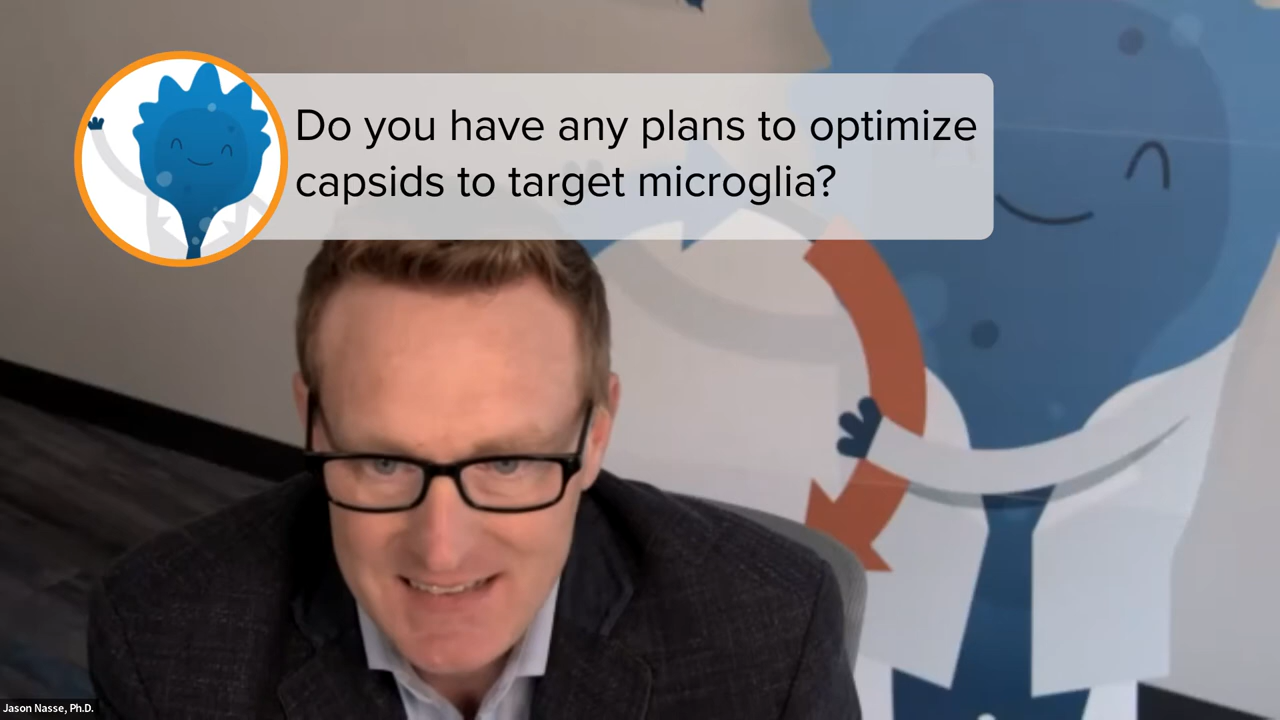 Do you have any plans to optimize
capsids to target microglia?
Jason Nasse, Ph.D.